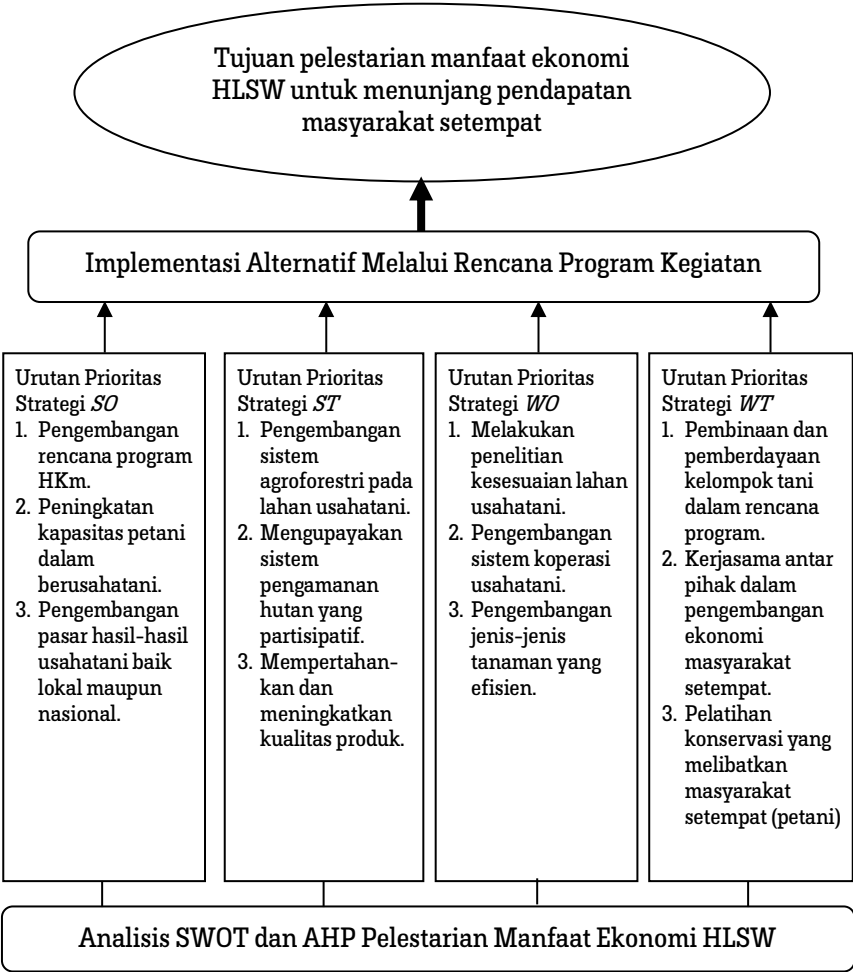 Tujuan pelestarian manfaat ekonomi
HLSW untuk menunjang pendapatan
masyarakat setempat
Implementasi Alternatif Melalui Rencana Program Kegiatan
Urutan Prioritas
Strategi SO
1. Pengembangan
rencana program
HKm.
2. Peningkatan
kapasitas petani
dalam
berusahatani.
3. Pengembangan
pasar hasil-hasil
usahatani baik
lokal maupun
nasional.
Urutan Prioritas
Strategi ST
1. Pengembangan
sistem
agroforestri pada
lahan usahatani.
2. Mengupayakan
sistem
pengamanan
hutan yang
partisipatif.
3. Mempertahan-
kan dan
meningkatkan
kualitas produk.
Urutan Prioritas
Strategi WO
1. Melakukan
penelitian
kesesuaian lahan
usahatani.
2. Pengembangan
sistem koperasi
usahatani.
3. Pengembangan
jenis-jenis
tanaman yang
efisien.
Urutan Prioritas
Strategi WT
1. Pembinaan dan
pemberdayaan
kelompok tani
dalam rencana
program.
2. Kerjasama antar
pihak dalam
pengembangan
ekonomi
masyarakat
setempat.
3. Pelatihan
konservasi yang
melibatkan
masyarakat
setempat (petani)
Analisis SWOT dan AHP Pelestarian Manfaat Ekonomi HLSW